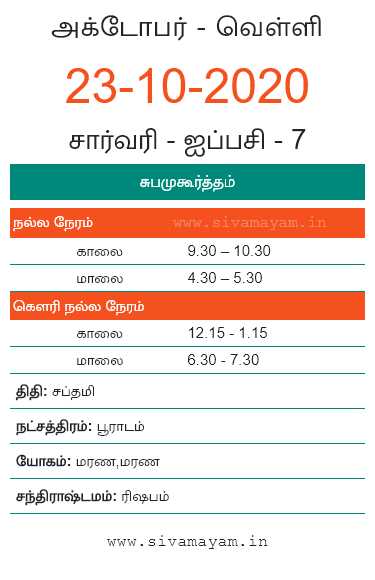 அக்டோபர் - வெள்ளி
23-10-2020
சார்வரி - ஐப்பசி - 7
சுபமுகூர்த்தம்
நல்ல நேரம் www.sivamayam.in
காலை 9.30 – 10.30
மாலை 4.30 – 5.30
கௌரி நல்ல நேரம்
காலை 12.15 - 1.15
மாலை 6.30 - 7.30
திதி: சப்தமி
நட்சத்திரம்: பூராடம்
யோகம்: மரண,மரண
சந்திராஷ்டமம்: ரிஷபம்
www.sivamayam.in